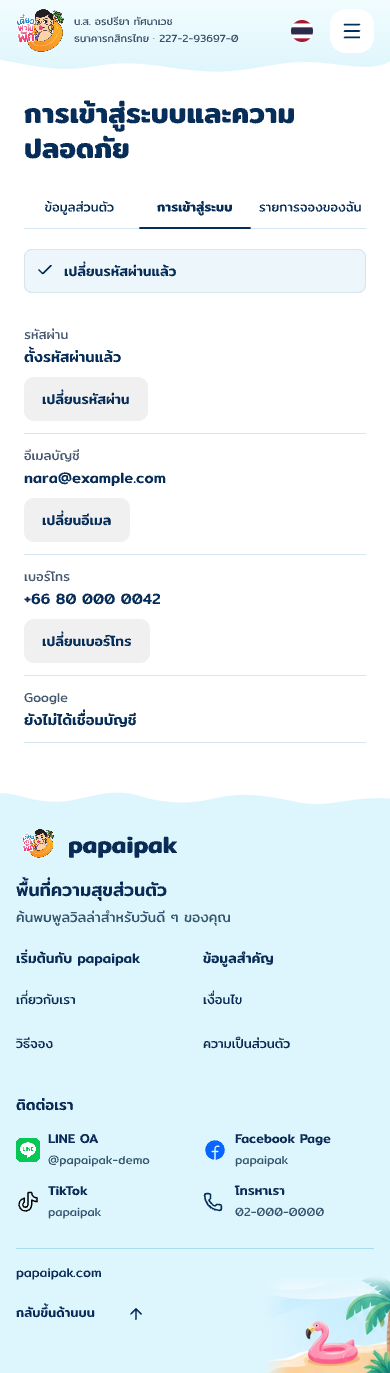 น.ส. อรปรียา ทัศนาเวช
ธนาคารกสิกรไทย · 227-2-93697-0
การเข้าสู่ระบบและความ
ปลอดภัย
ข้อมูลส่วนตัว
การเข้าสู่ระบบ
รายการจองของฉัน
เปลี่ยนรหัสผ่านแล้ว
รหัสผ่าน
ตั้งรหัสผ่านแล้ว
เปลี่ยนรหัสผ่าน
อีเมลบัญชี
nara@example.com
เปลี่ยนอีเมล
เบอร์โทร
+66 80 000 0042
เปลี่ยนเบอร์โทร
Google
ยังไม่ได้เชื่อมบัญชี
papaipak
พื้นที่ความสุขส่วนตัว
ค้นพบพูลวิลล่าสำหรับวันดี ๆ ของคุณ
เริ่มต้นกับ papaipak
ข้อมูลสำคัญ
เกี่ยวกับเรา
เงื่อนไข
วิธีจอง
ความเป็นส่วนตัว
ติดต่อเรา
LINE OA
@papaipak-demo
Facebook Page
papaipak
TikTok
papaipak
โทรหาเรา
02-000-0000
papaipak.com
กลับขึ้นด้านบน